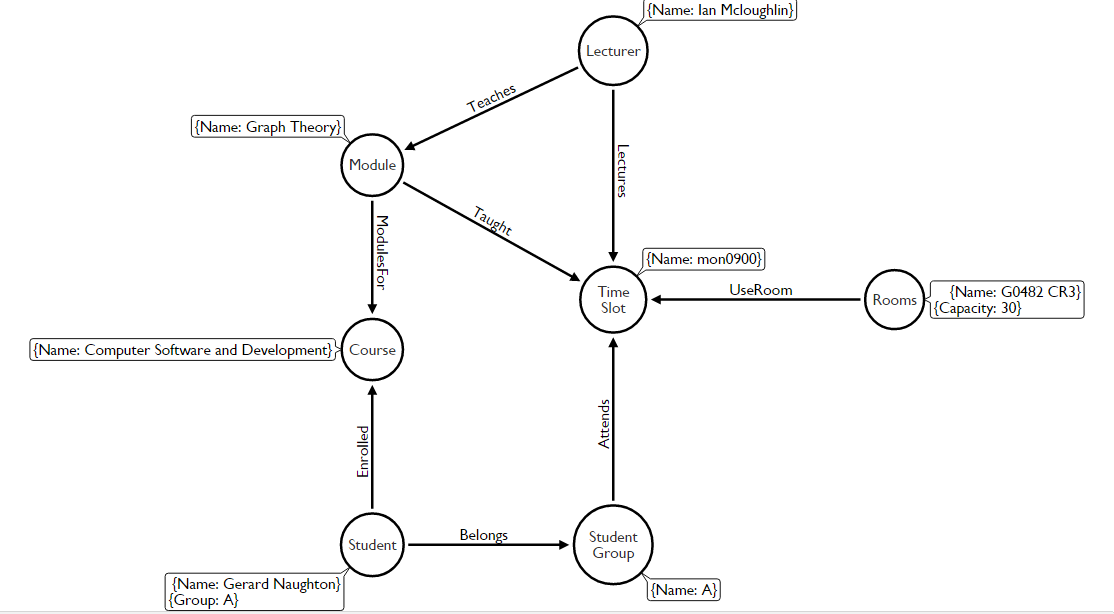 {Name: Ian Mcloughlin}
Lecturer
Teaches
{Name: Graph Theory}
Module
Lectures
Taught
ModulesFor
{Name: mon0900}
Time
Slot
UseRoom
Rooms
{Name: G0482 CR3}
{Capacity: 30}
{Name: Computer Software and Development}
Course
Enrolled
Attends
Student
Belongs
Student
Group
{Name: Gerard Naughton}
{Group: A}
{Name: A}